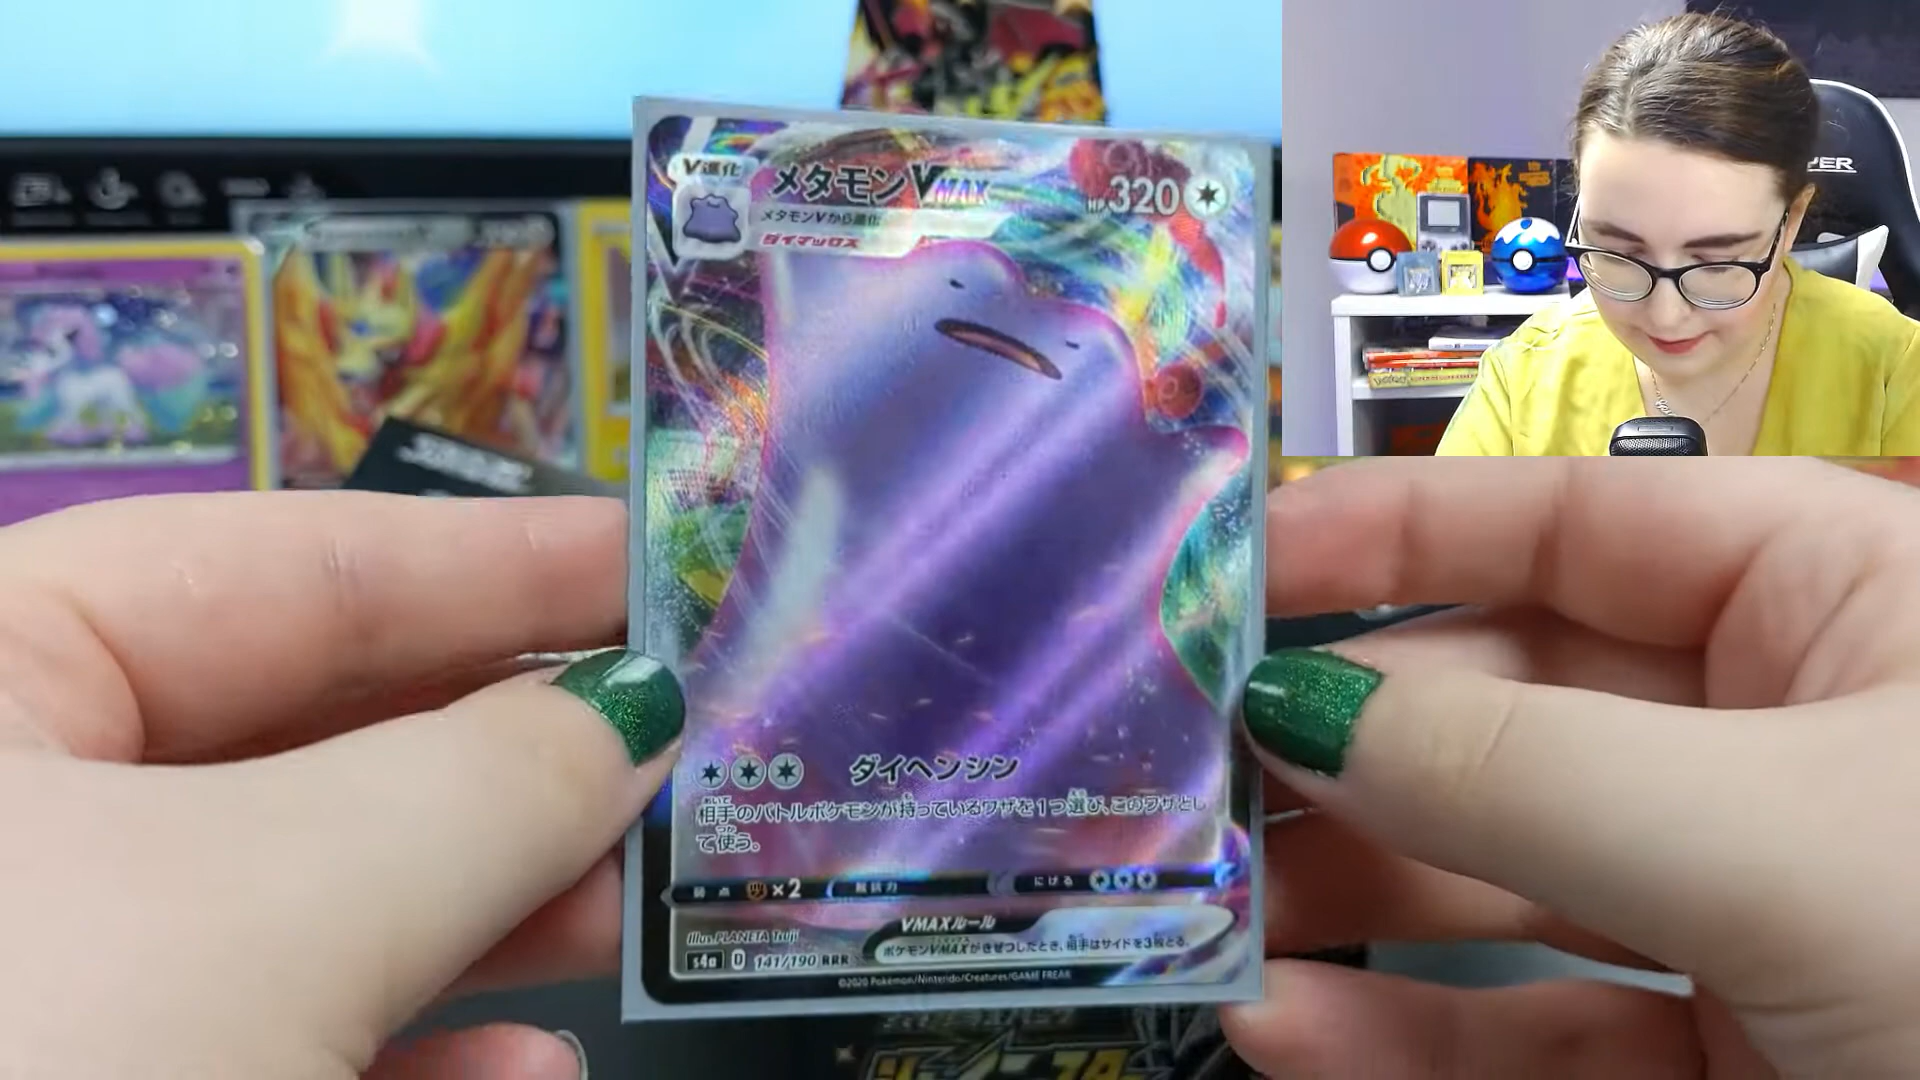 V進化
メタモンVMAX
HP 320
メタモンVから進化
ダイマックス
PER
ダイヘンシン
相手のバトルポケモンが持っているワザを1つ選び、このワザとし
て使う。
弱点 ×2 抵抗力 にげる
VMAXルール
ポケモンVMAXがきぜつしたとき、相手はサイドを3枚とる。
Illus. PLANETA Tsuji
s4a D 141/190 RRR
©2020 Pokémon/Nintendo/Creatures/GAME FREAK